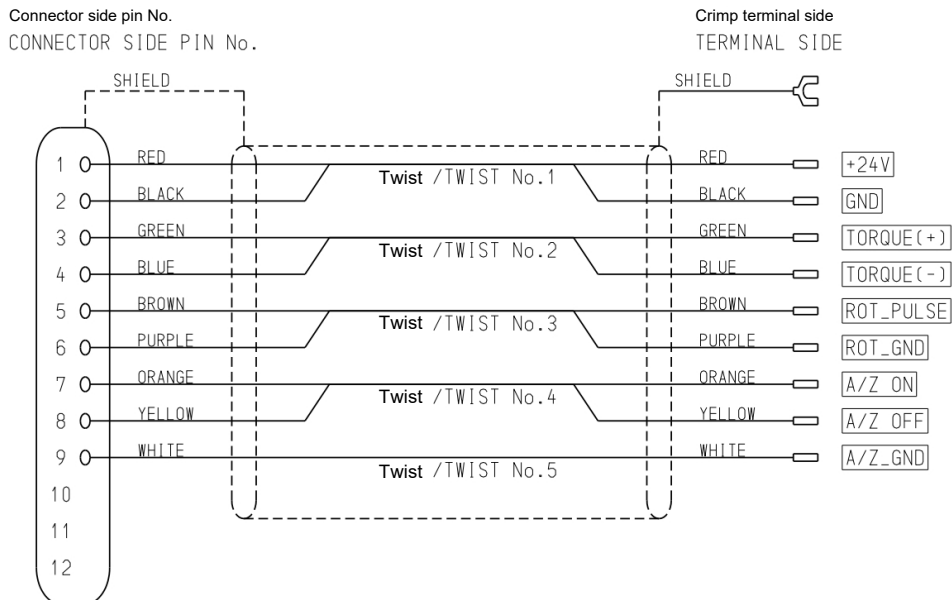 Connector side pin No. Crimp terminal side
CONNECTOR SIDE PIN No. TERMINAL SIDE
SHIELD SHIELD
1 RED RED +24V
Twist /TWIST No.1
2 BLACK BLACK GND
3 GREEN GREEN TORQUE(+)
Twist /TWIST No.2
4 BLUE BLUE TORQUE(-)
5 BROWN BROWN ROT_PULSE
Twist /TWIST No.3
6 PURPLE PURPLE ROT_GND
7 ORANGE ORANGE A/Z ON
Twist /TWIST No.4
8 YELLOW YELLOW A/Z OFF
9 WHITE WHITE A/Z_GND
Twist /TWIST No.5
10
11
12